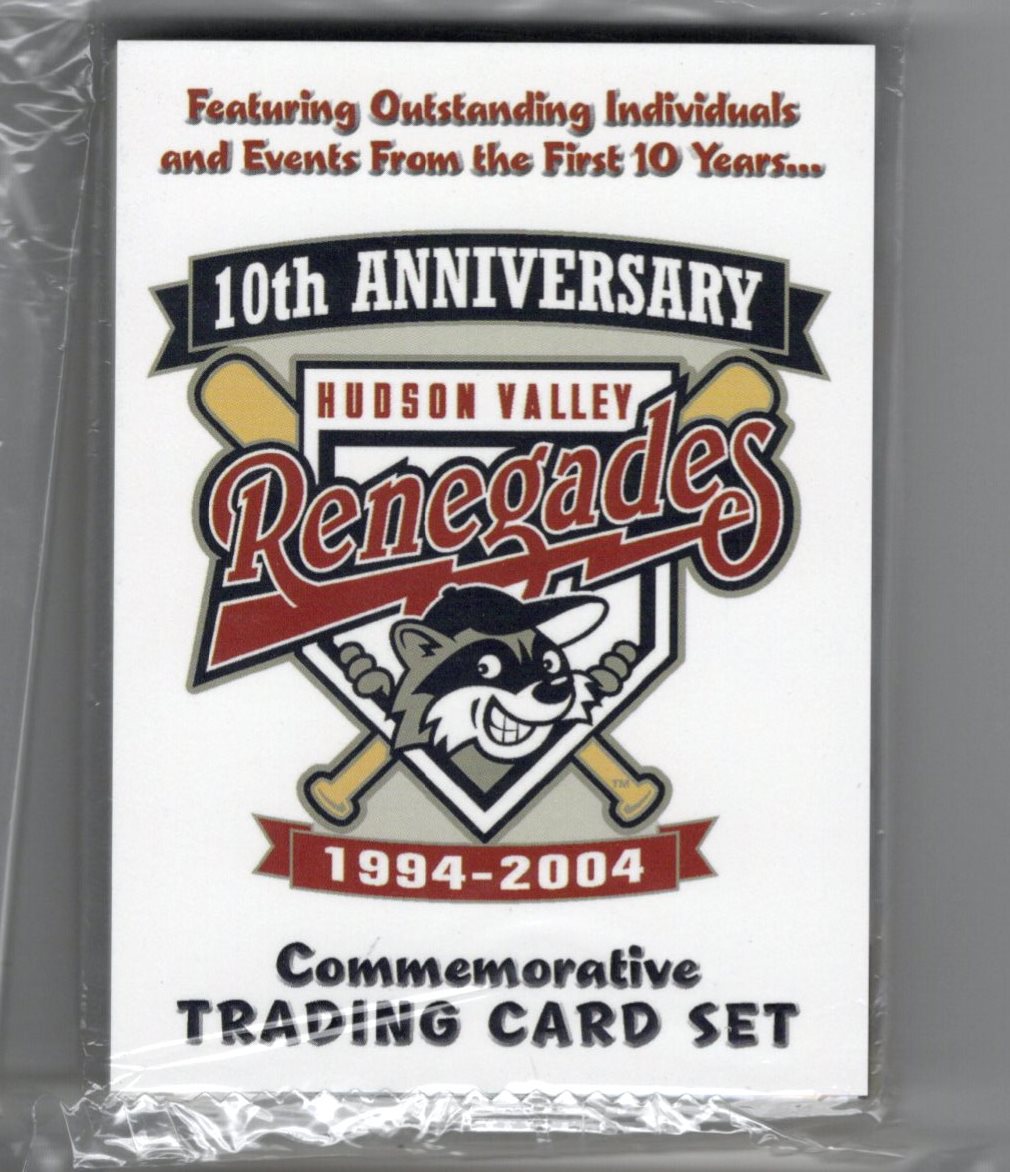 Featuring Outstanding Individuals
and Events From the First 10 Years...
10th ANNIVERSARY
HUDSON VALLEY
Renegades
TM
1994-2004
Commemorative
TRADING CARD SET